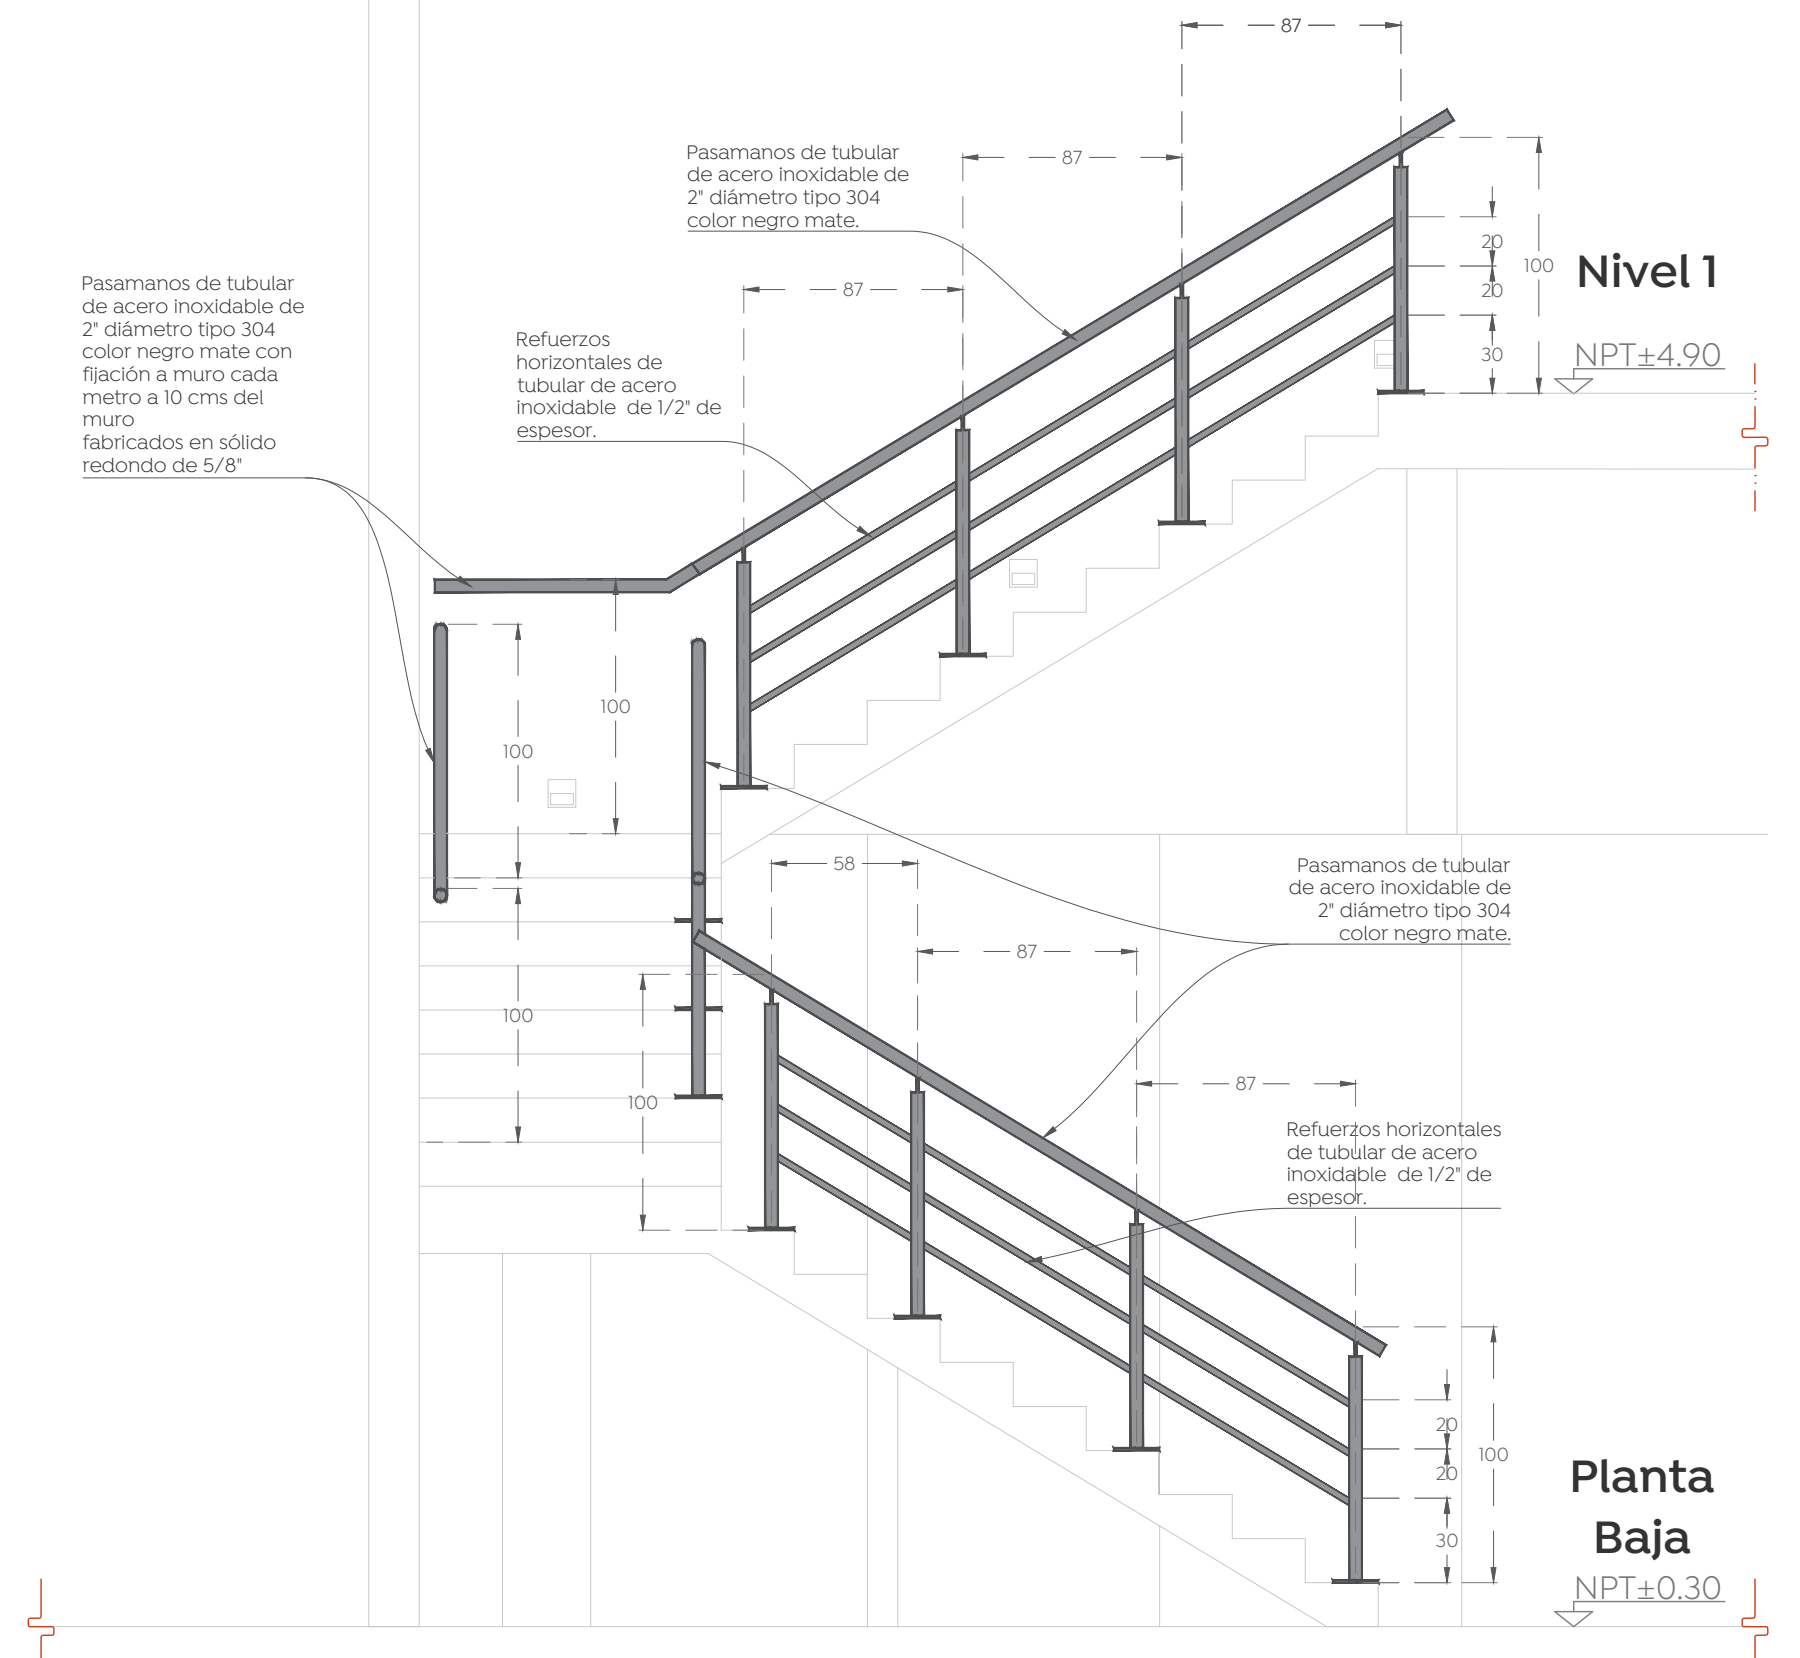 87
Pasamanos de tubular
de acero inoxidable de
2" diámetro tipo 304
color negro mate.
87
20
100
20
30
Nivel 1
NPT±4.90
Pasamanos de tubular
de acero inoxidable de
2" diámetro tipo 304
color negro mate con
fijación a muro cada
metro a 10 cms del
muro
fabricados en sólido
redondo de 5/8"
87
Refuerzos
horizontales de
tubular de acero
inoxidable de 1/2" de
espesor.
100
100
58
Pasamanos de tubular
de acero inoxidable de
2" diámetro tipo 304
color negro mate.
87
100
100
87
Refuerzos horizontales
de tubular de acero
inoxidable de 1/2" de
espesor.
20
100
20
30
Planta
Baja
NPT±0.30